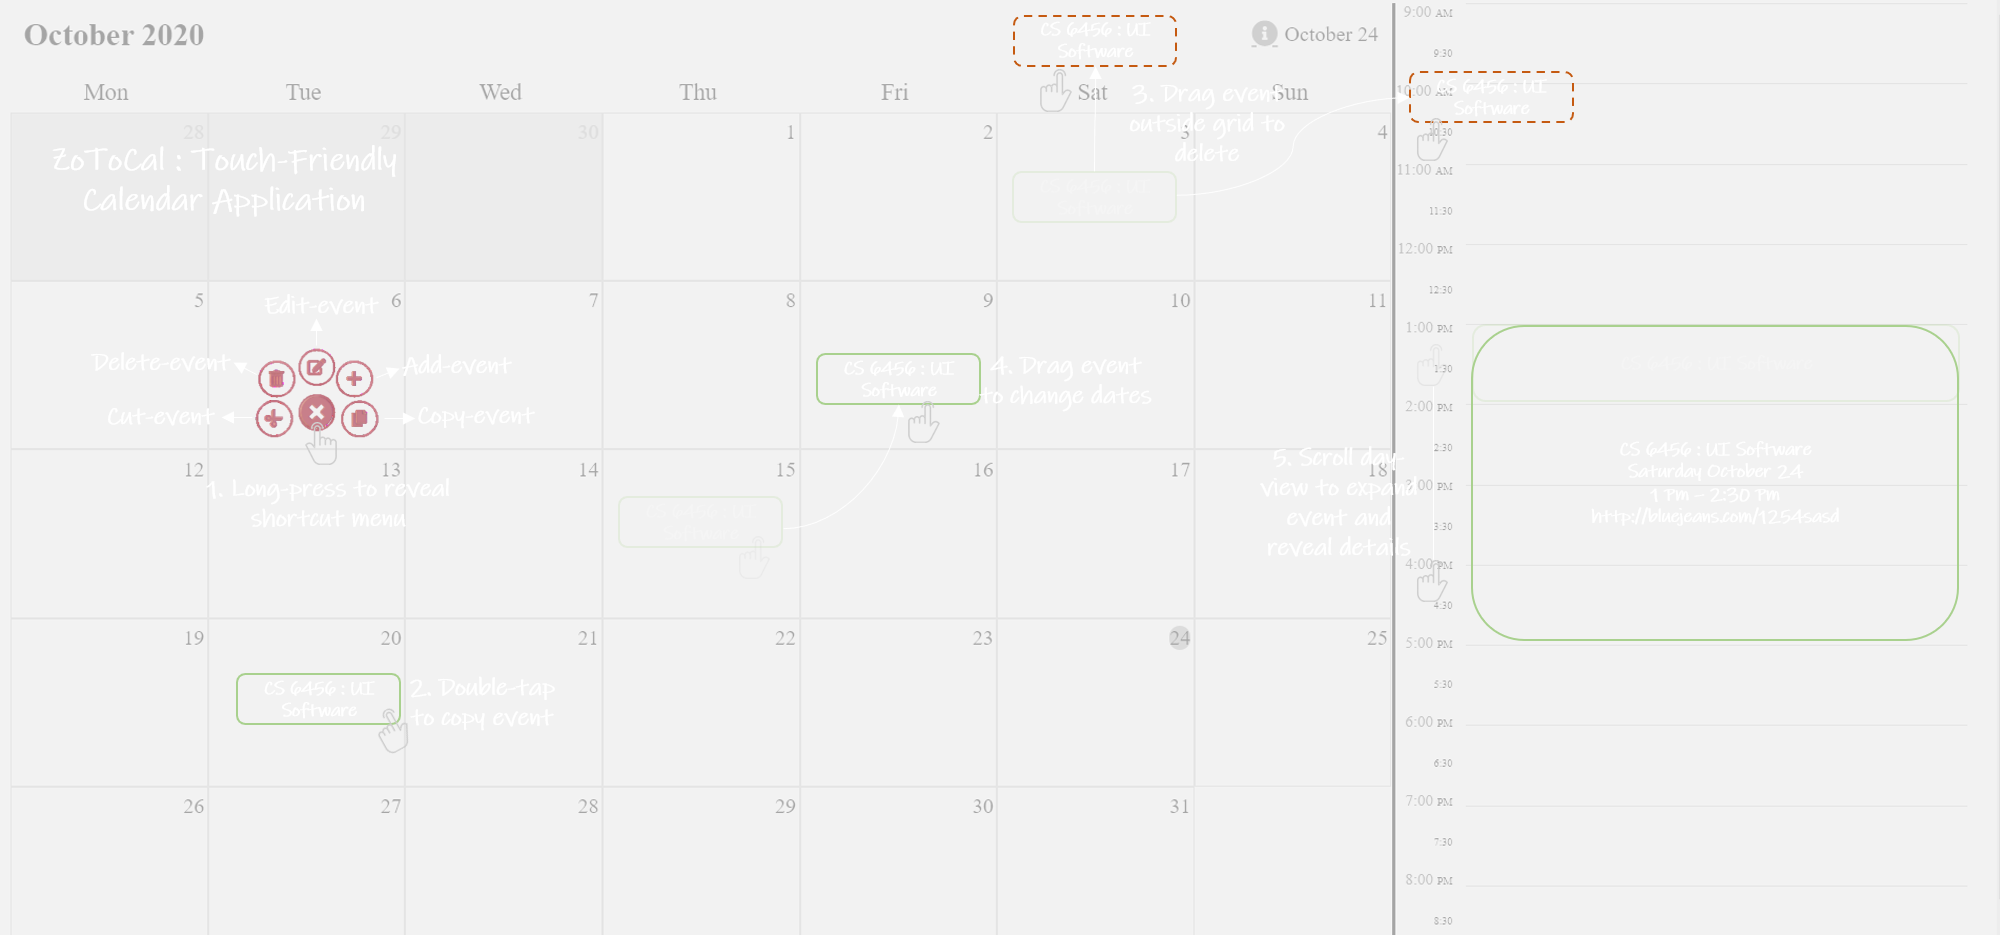 October 2020
CS 6456 : UI
Software
October 24
Mon Tue Wed Thu Fri Sat Sun
28 29 30 1 2 3 4
ZoToCal : Touch-Friendly
Calendar Application
3. Drag event
outside grid to
delete
CS 6456 : UI
Software
CS 6456 : UI
Software
5 6 7 8 9 10 11
Edit-event
Delete-event
Add-event
Cut-event
Copy-event
1. Long-press to reveal
shortcut menu
CS 6456 : UI
Software
4. Drag event
to change dates
12 13 14 15 16 17 18
CS 6456 : UI
Software
5. Scroll day-
view to expand
event and
reveal details
19 20 21 22 23 24 25
CS 6456 : UI
Software
2. Double-tap
to copy event
26 27 28 29 30 31
9:00 AM
9:30
10:00 AM
10:30
11:00 AM
11:30
12:00 PM
12:30
1:00 PM
1:30
2:00 PM
2:30
3:00 PM
3:30
4:00 PM
4:30
5:00 PM
5:30
6:00 PM
6:30
7:00 PM
7:30
8:00 PM
8:30
CS 6456 : UI Software
CS 6456 : UI Software
Saturday October 24
1 Pm - 2:30 Pm
http://bluejeans.com/1254sasd